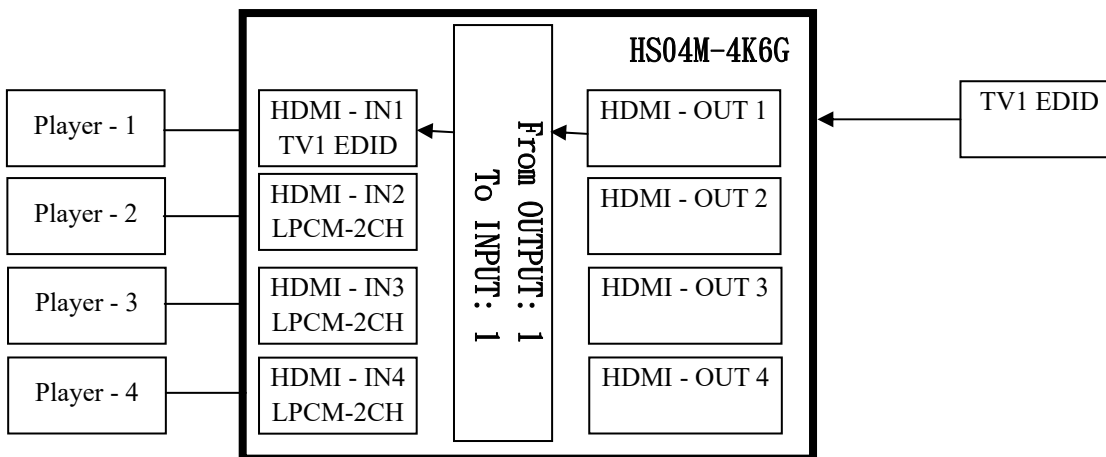 HS04M-4K6G
Player - 1
HDMI - IN1
TV1 EDID
Player - 2
HDMI - IN2
LPCM-2CH
Player - 3
HDMI - IN3
LPCM-2CH
Player - 4
HDMI - IN4
LPCM-2CH
From OUTPUT: 1
To INPUT: 1
HDMI - OUT 1
HDMI - OUT 2
HDMI - OUT 3
HDMI - OUT 4
TV1 EDID